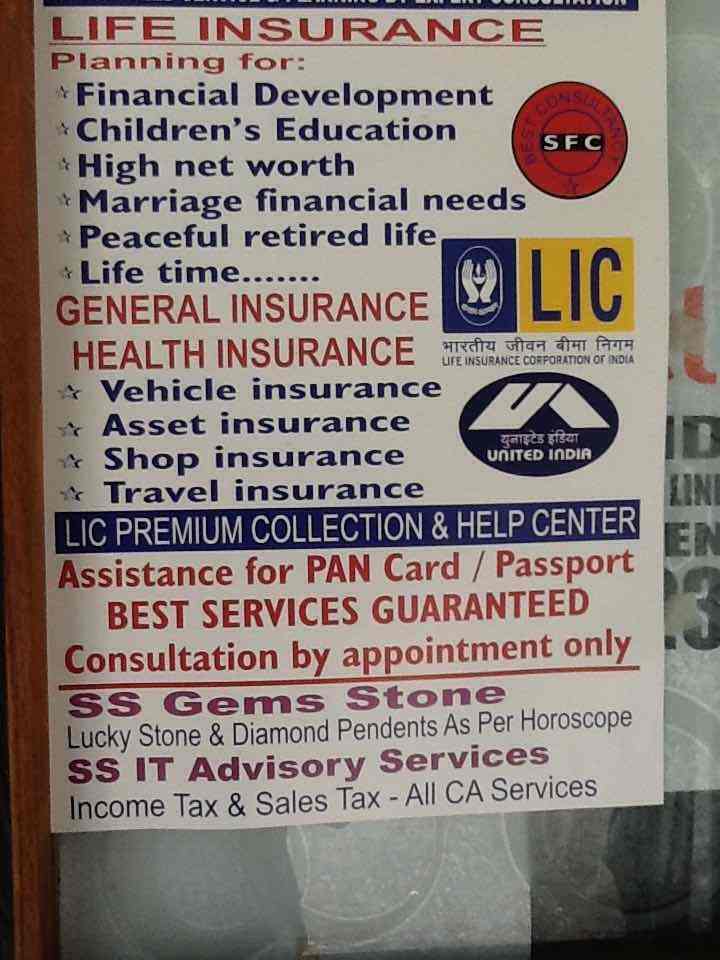 LIFE INSURANCE
Planning for:
☆ Financial Development
☆ Children's Education
☆ High net worth
☆ Marriage financial needs
☆ Peaceful retired life
☆ Life time.......
BEST CONSULTANCY
SFC
GENERAL INSURANCE
HEALTH INSURANCE
LIC
भारतीय जीवन बीमा निगम
LIFE INSURANCE CORPORATION OF INDIA
☆ Vehicle insurance
☆ Asset insurance
☆ Shop insurance
☆ Travel insurance
युनाइटेड इंडिया
UNITED INDIA
LIC PREMIUM COLLECTION & HELP CENTER
Assistance for PAN Card / Passport
BEST SERVICES GUARANTEED
Consultation by appointment only
SS Gems Stone
Lucky Stone & Diamond Pendents As Per Horoscope
SS IT Advisory Services
Income Tax & Sales Tax - All CA Services